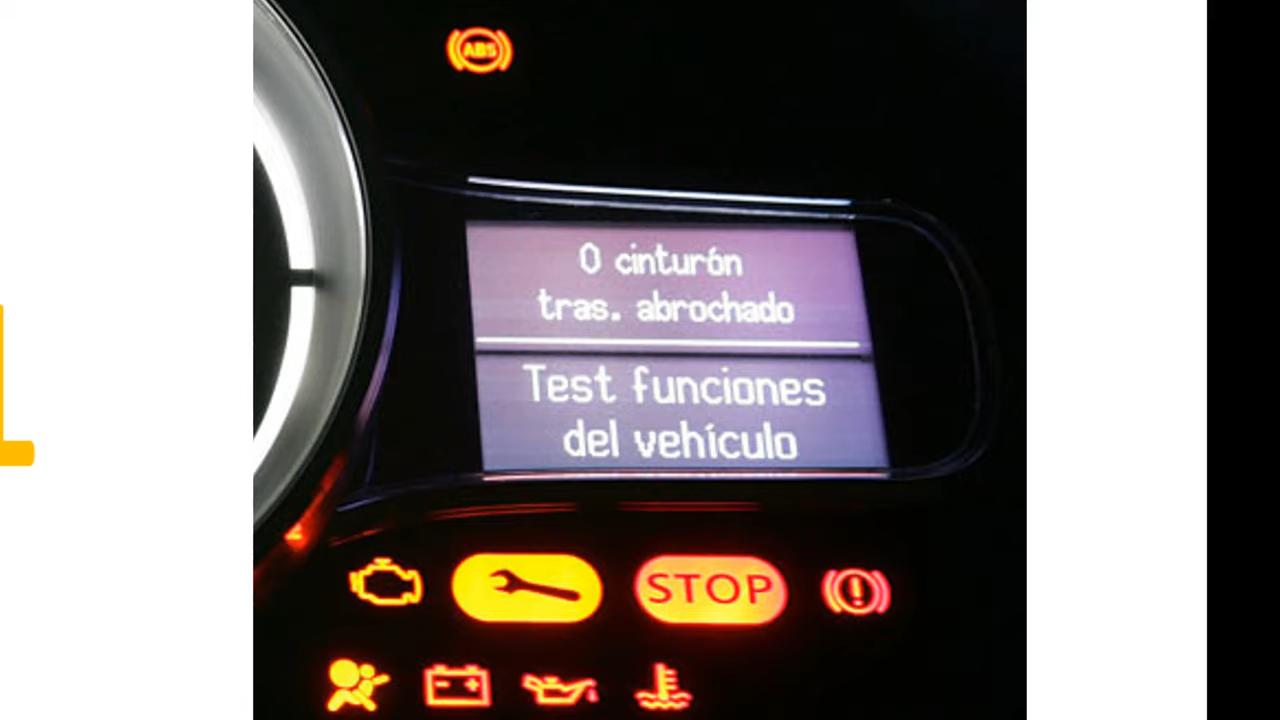 ABS
0 cinturón
tras. abrochado
Test funciones
del vehículo
STOP